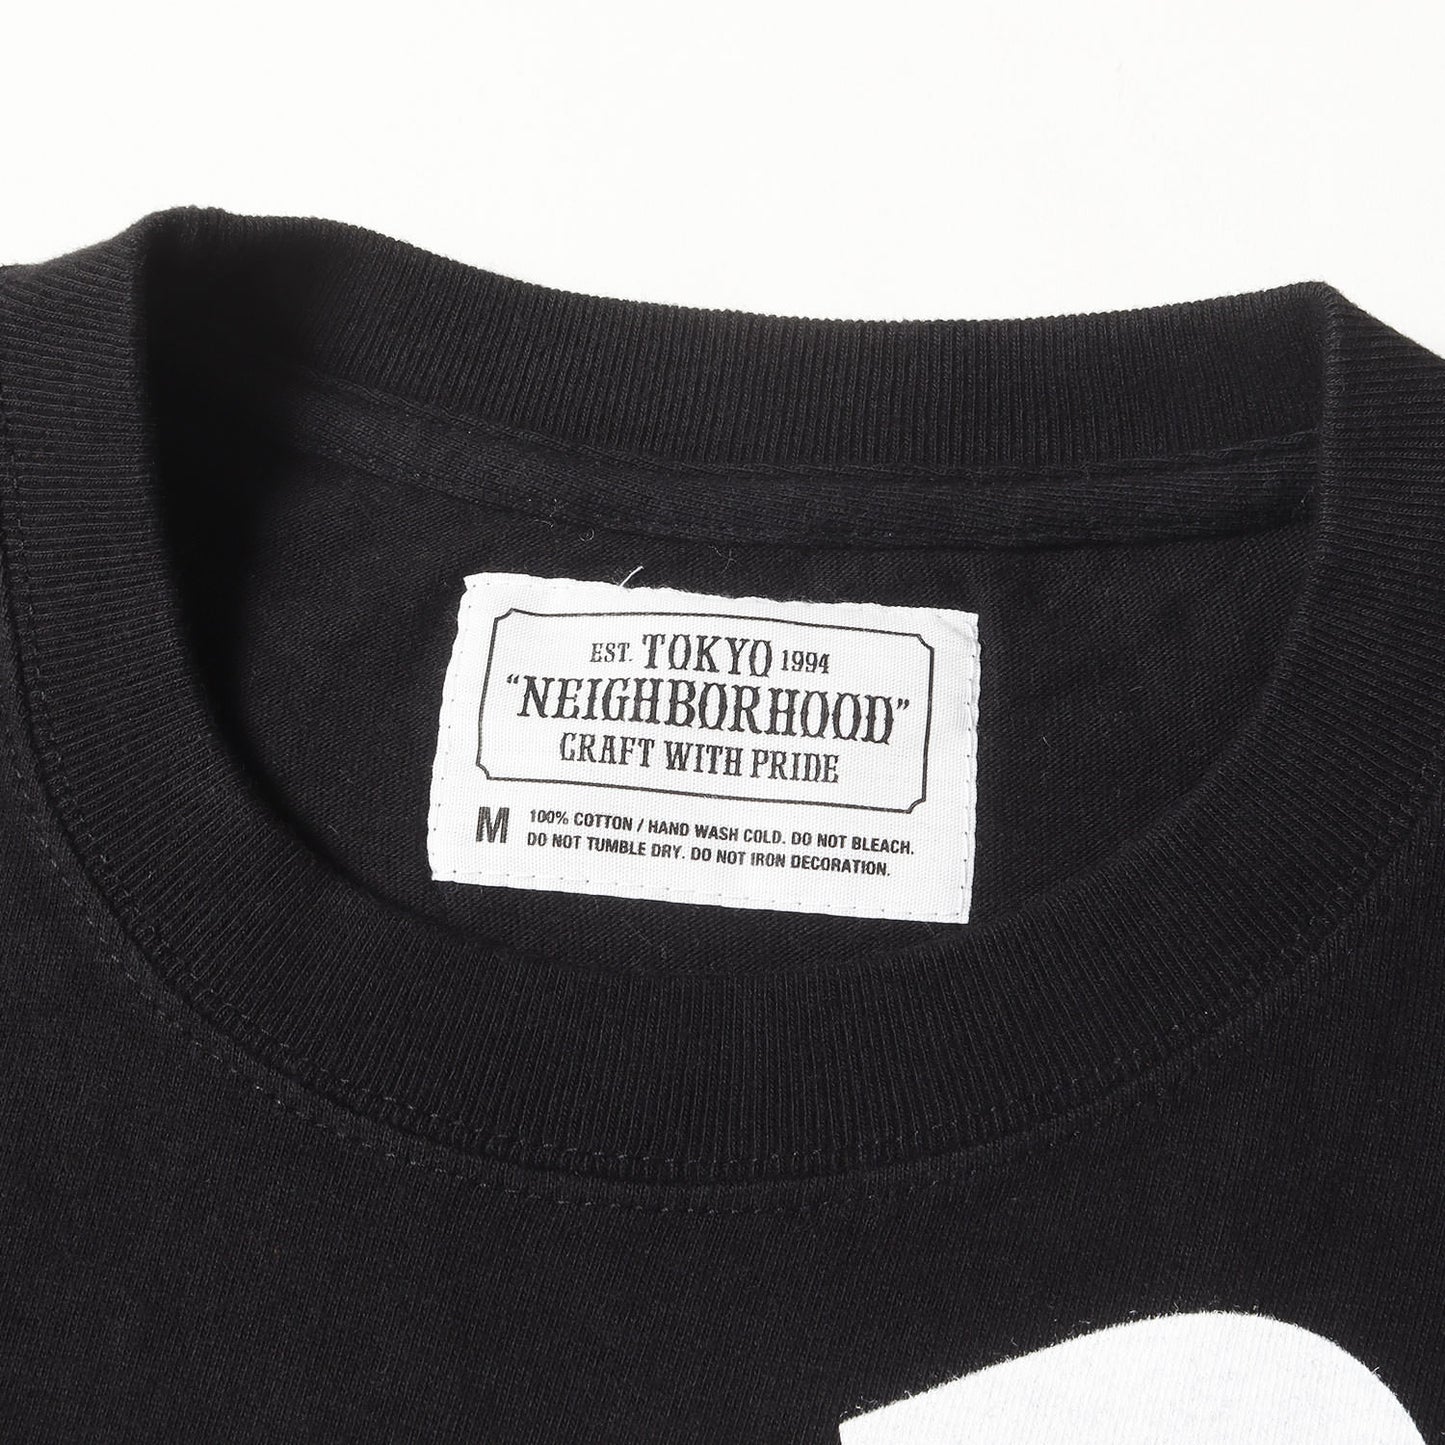 EST. TOKYO 1994
"NEIGHBORHOOD"
CRAFT WITH PRIDE
M
100% COTTON / HAND WASH COLD. DO NOT BLEACH.
DO NOT TUMBLE DRY. DO NOT IRON DECORATION.